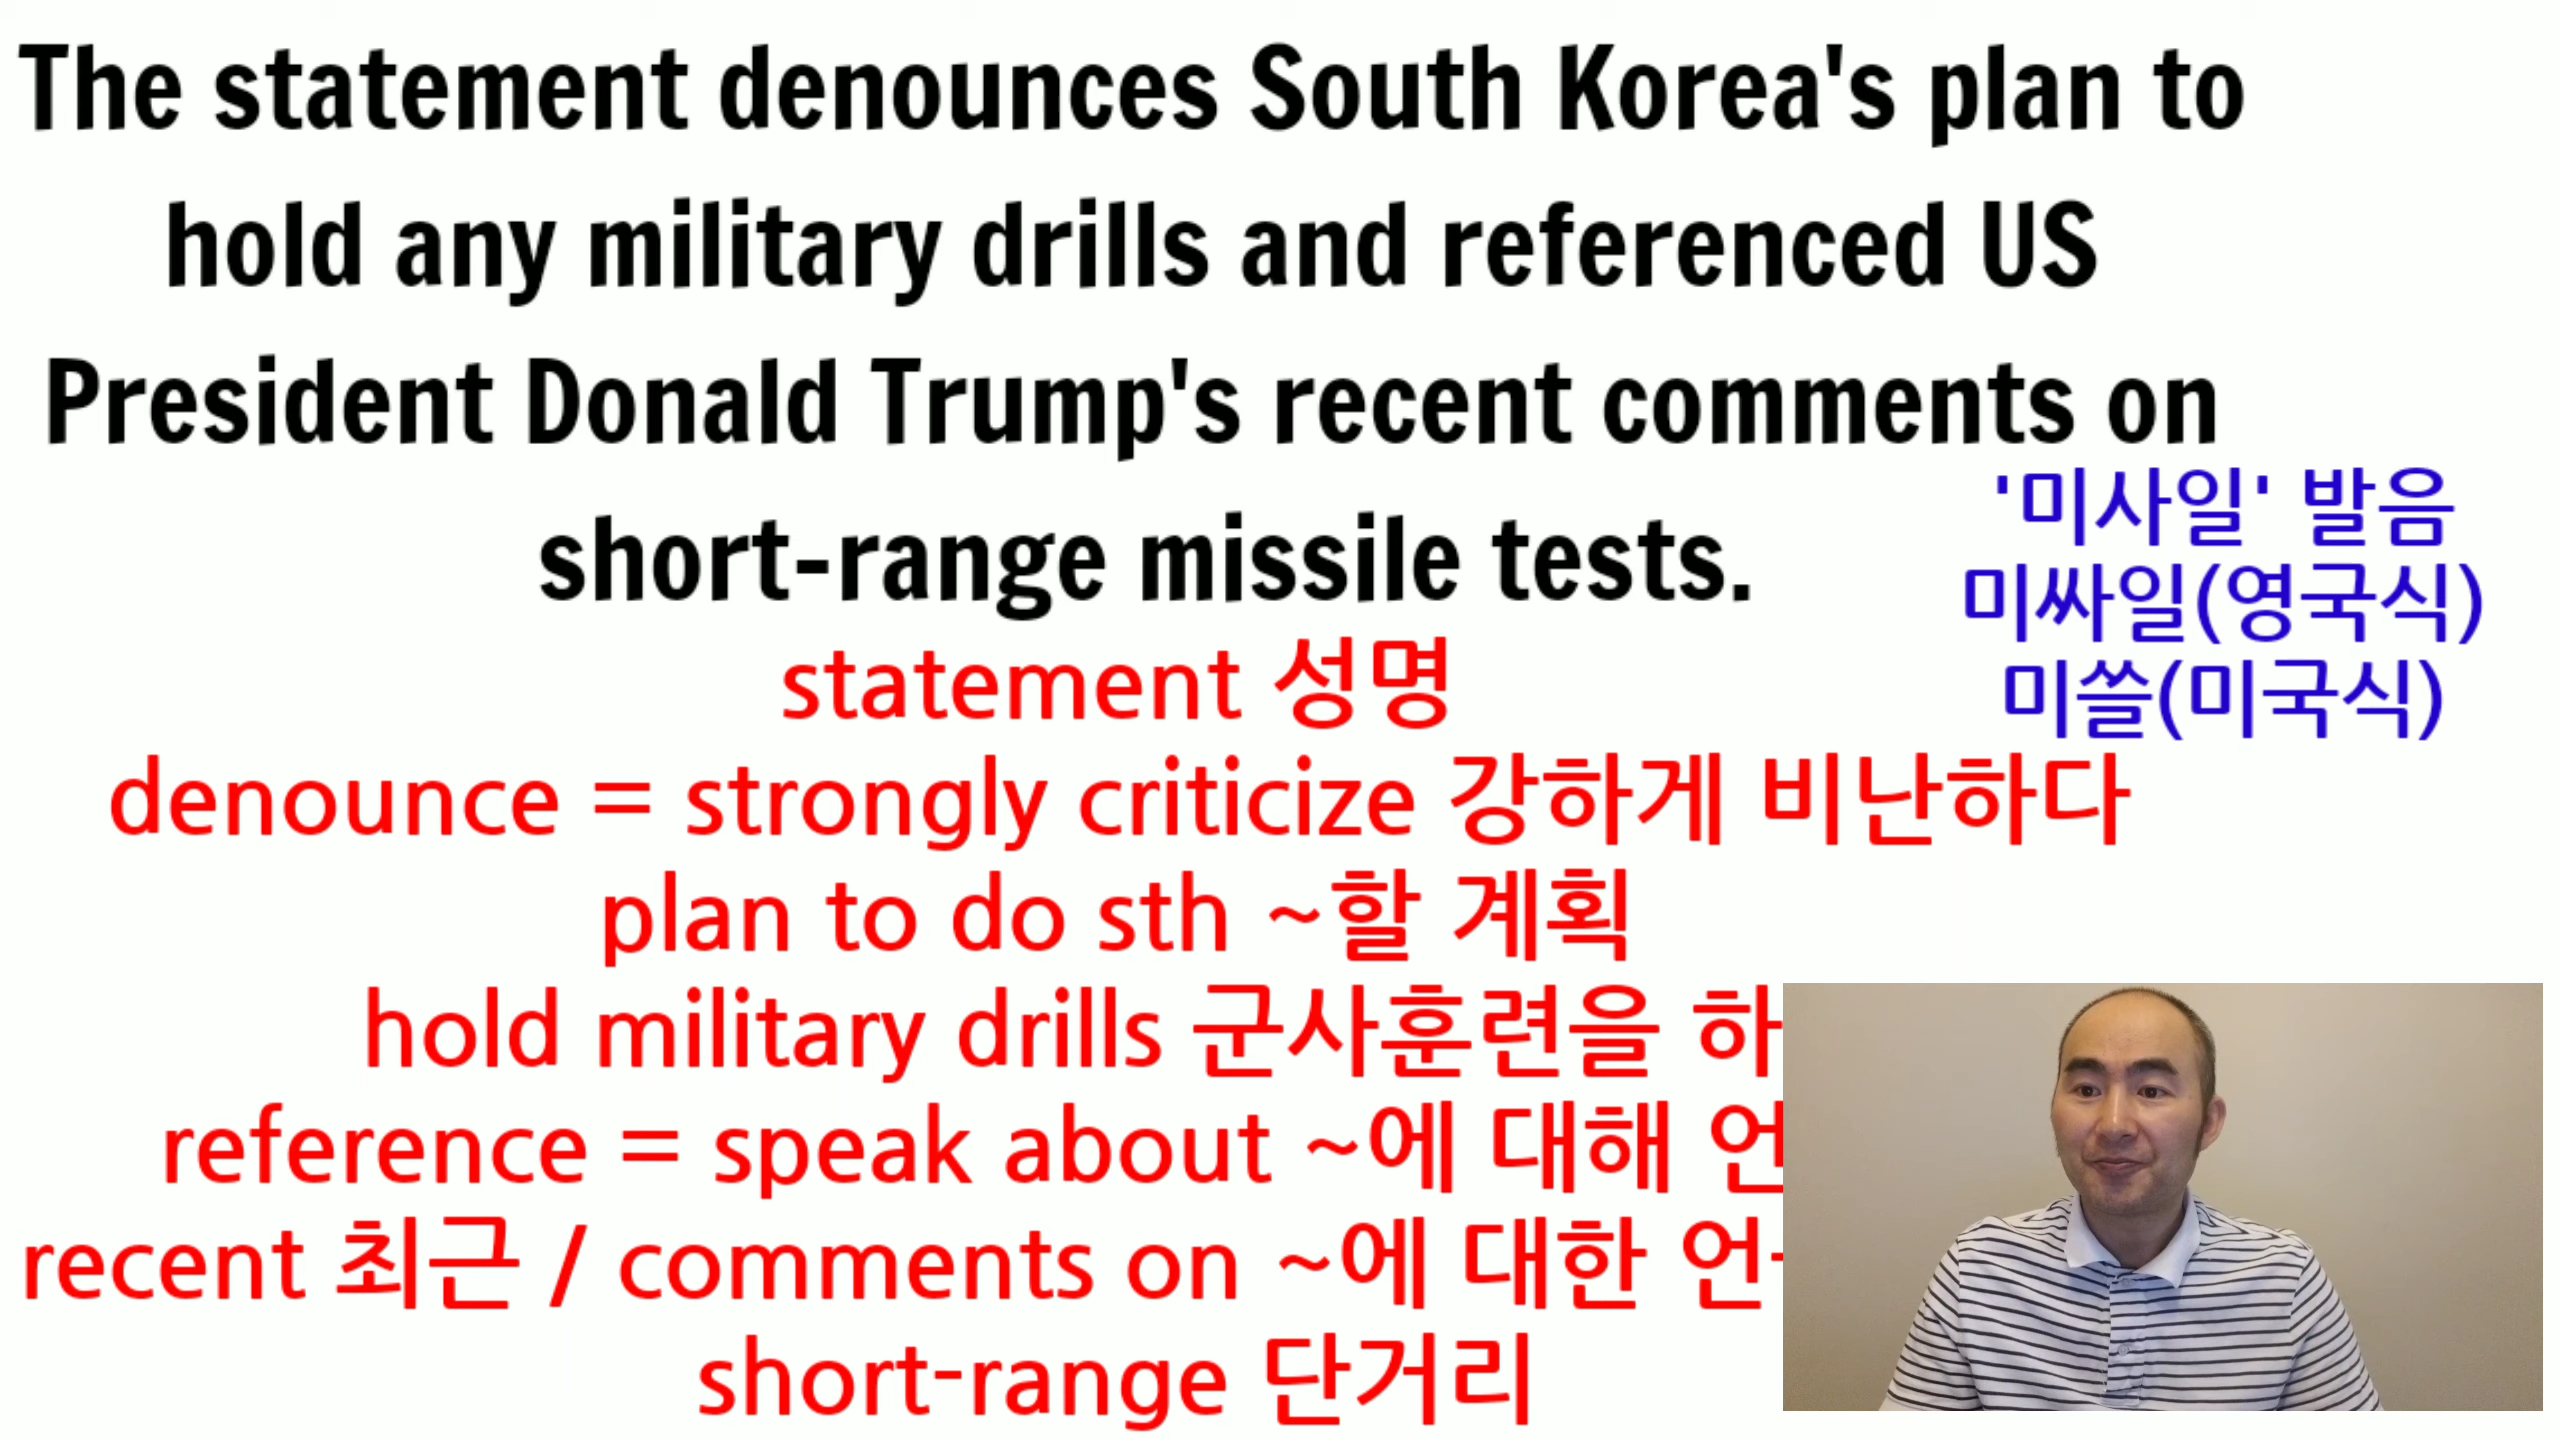 The statement denounces South Korea's plan to
hold any military drills and referenced US
President Donald Trump's recent comments on
short-range missile tests.
'미사일' 발음
미싸일(영국식)
미쓸(미국식)
statement 성명
denounce = strongly criticize 강하게 비난하다
plan to do sth ~할 계획
hold military drills 군사훈련을 하
reference = speak about ~에 대해 언
recent 최근 / comments on ~에 대한 언
short-range 단거리